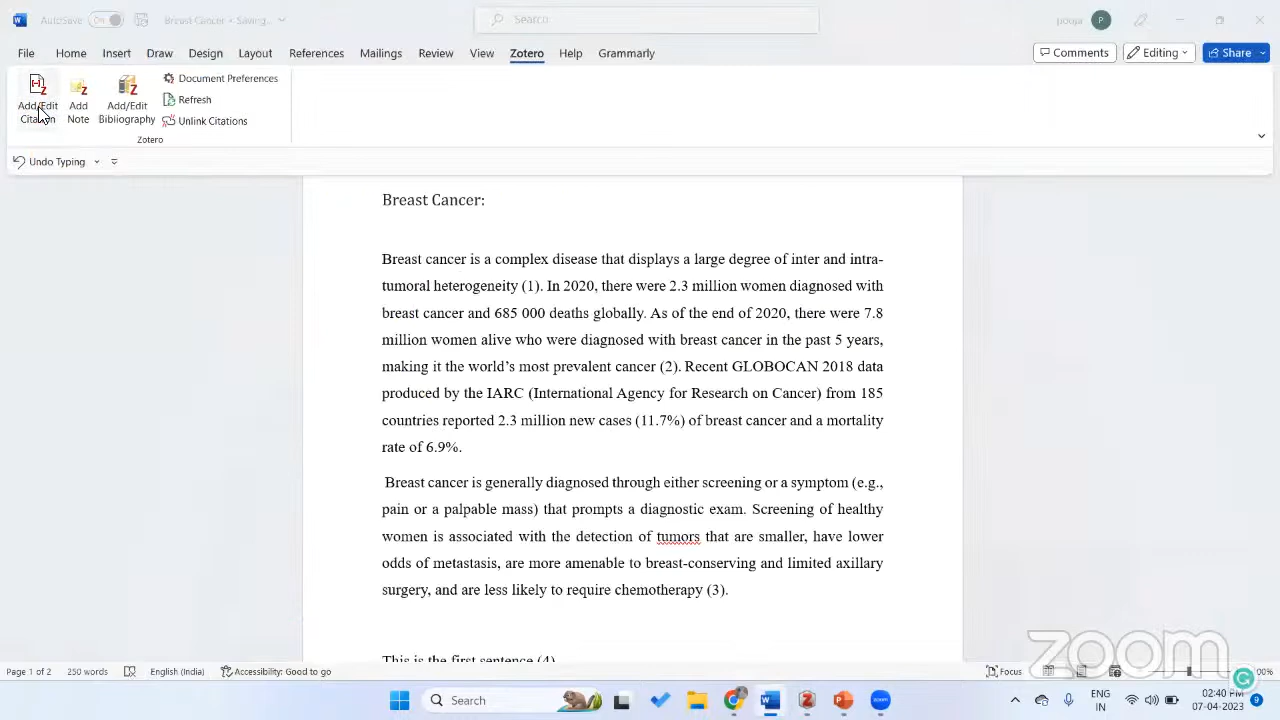 AutoSave On Breast Cancer - Saving...
Search
pooja P
File Home Insert Draw Design Layout References Mailings Review View Zotero Help Grammarly
Comments Editing Share
Add/Edit Citation
Add Note
Add/Edit Bibliography
Document Preferences
Refresh
Unlink Citations
Zotero
Undo Typing
Breast Cancer:
Breast cancer is a complex disease that displays a large degree of inter and intra-
tumoral heterogeneity (1). In 2020, there were 2.3 million women diagnosed with
breast cancer and 685 000 deaths globally. As of the end of 2020, there were 7.8
million women alive who were diagnosed with breast cancer in the past 5 years,
making it the world's most prevalent cancer (2). Recent GLOBOCAN 2018 data
produced by the IARC (International Agency for Research on Cancer) from 185
countries reported 2.3 million new cases (11.7%) of breast cancer and a mortality
rate of 6.9%.
Breast cancer is generally diagnosed through either screening or a symptom (e.g.,
pain or a palpable mass) that prompts a diagnostic exam. Screening of healthy
women is associated with the detection of tumors that are smaller, have lower
odds of metastasis, are more amenable to breast-conserving and limited axillary
surgery, and are less likely to require chemotherapy (3).
This is the first sentence (4)
zoom
Page 1 of 2 250 words English (India) Accessibility: Good to go Focus
Search
ENG
IN
02:40 PM
07-04-2023